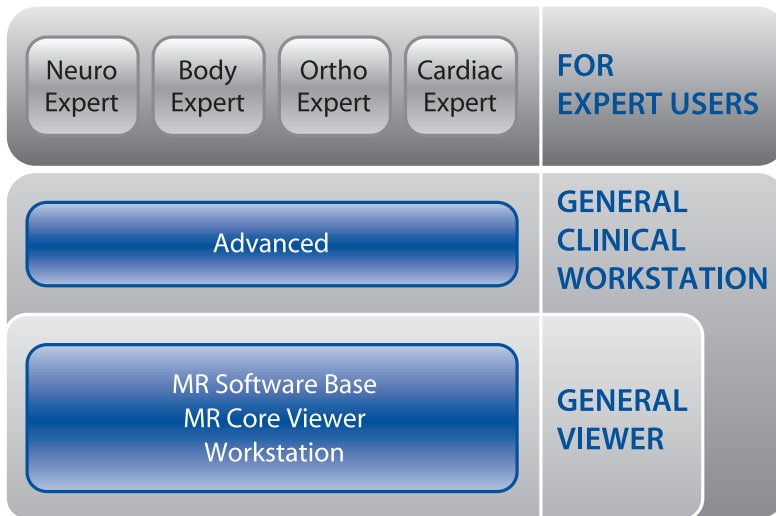 Neuro
Expert
Body
Expert
Ortho
Expert
Cardiac
Expert
FOR
EXPERT USERS
Advanced
GENERAL
CLINICAL
WORKSTATION
MR Software Base
MR Core Viewer
Workstation
GENERAL
VIEWER